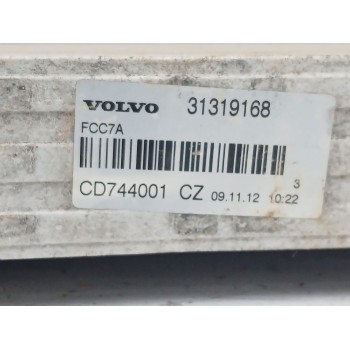 VOLVO 31319168
FCC7A
3
CD744001 CZ 09.11.12 10:22